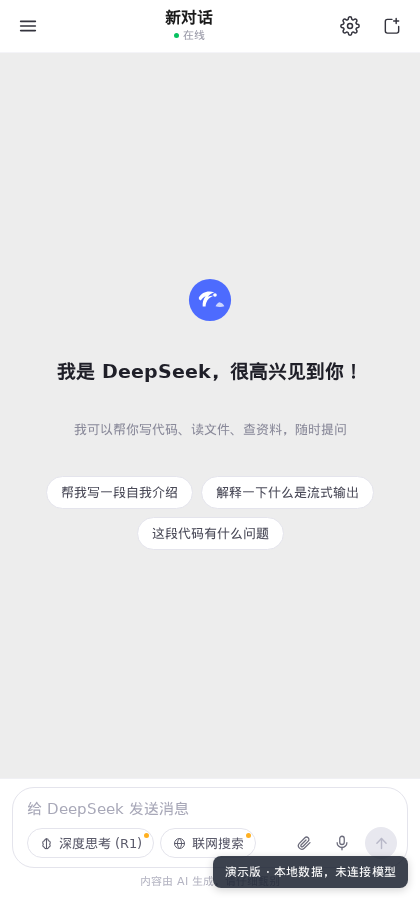 新对话
在线
我是 DeepSeek，很高兴见到你！
我可以帮你写代码、读文件、查资料，随时提问
帮我写一段自我介绍
解释一下什么是流式输出
这段代码有什么问题
给 DeepSeek 发送消息
深度思考 (R1)
联网搜索
演示版 · 本地数据，未连接模型
内容由 AI 生成